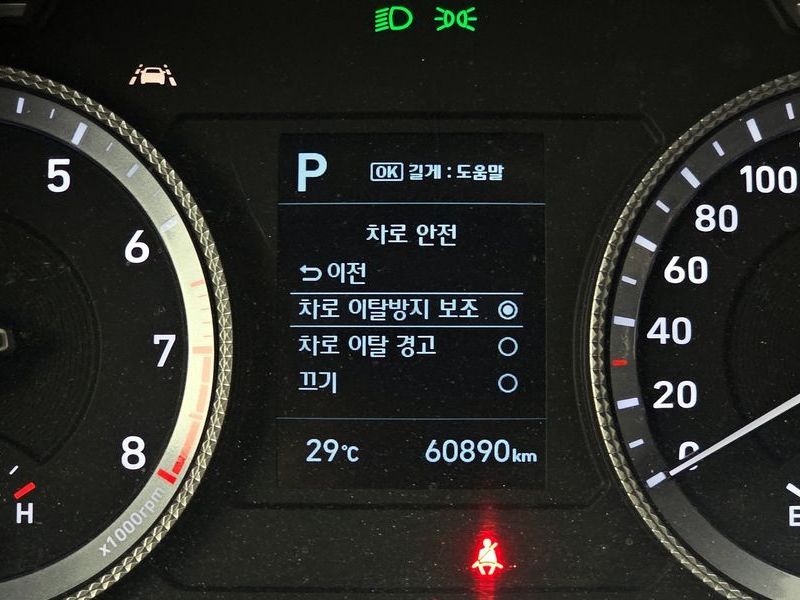 P OK 길게 : 도움말
차로 안전
이전
차로 이탈방지 보조
차로 이탈 경고
끄기
29℃ 60890km
5
6
7
8
x1000rpm
H
100
80
60
40
20
0
E